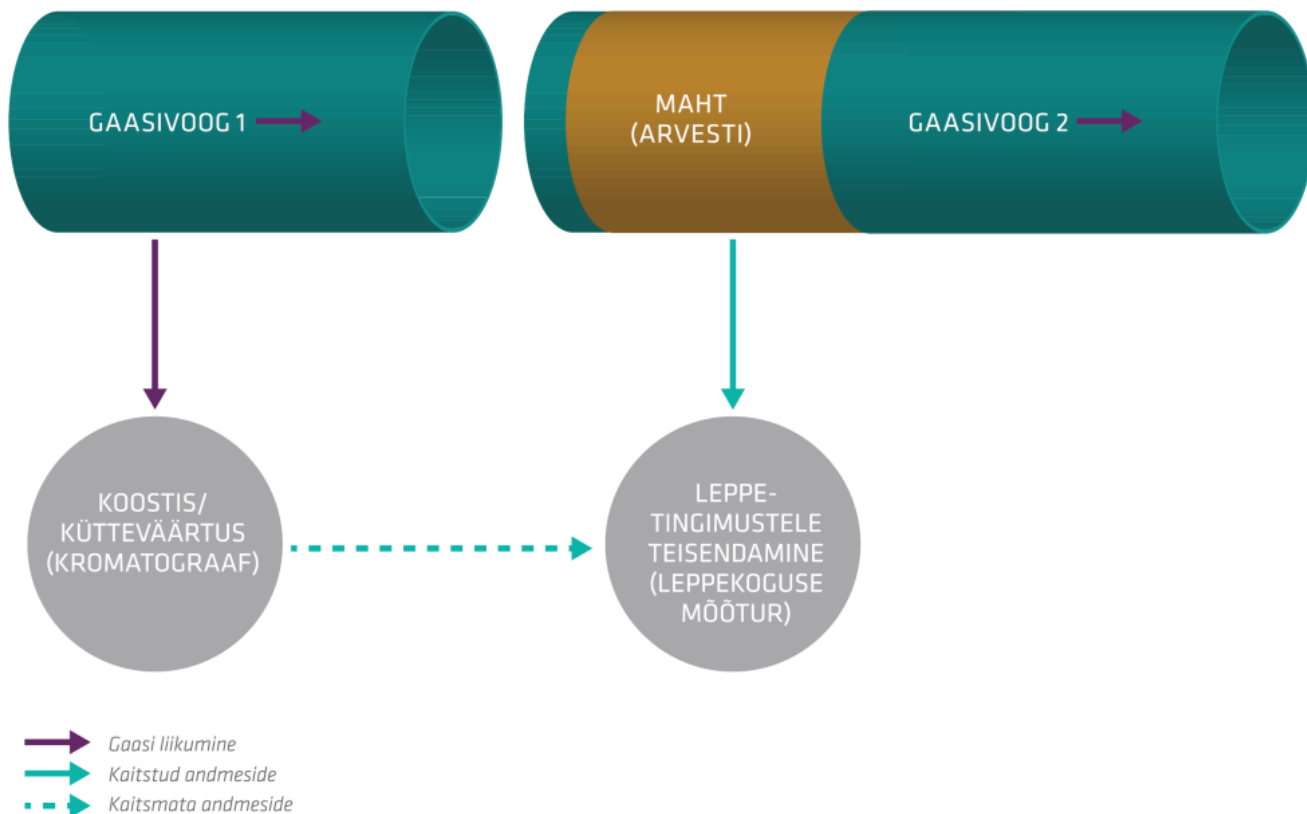 GAASIVOOG 1
MAHT
(ARVESTI)
GAASIVOOG 2
KOOSTIS/
KÜTTEVÄÄRTUS
(KROMATOGRAAF)
LEPPE-
TINGIMUSTELE
TEISENDAMINE
(LEPPEKOGUSE
MÕÕTUR)
Gaasi liikumine
Kaitstud andmeside
Kaitsmata andmeside